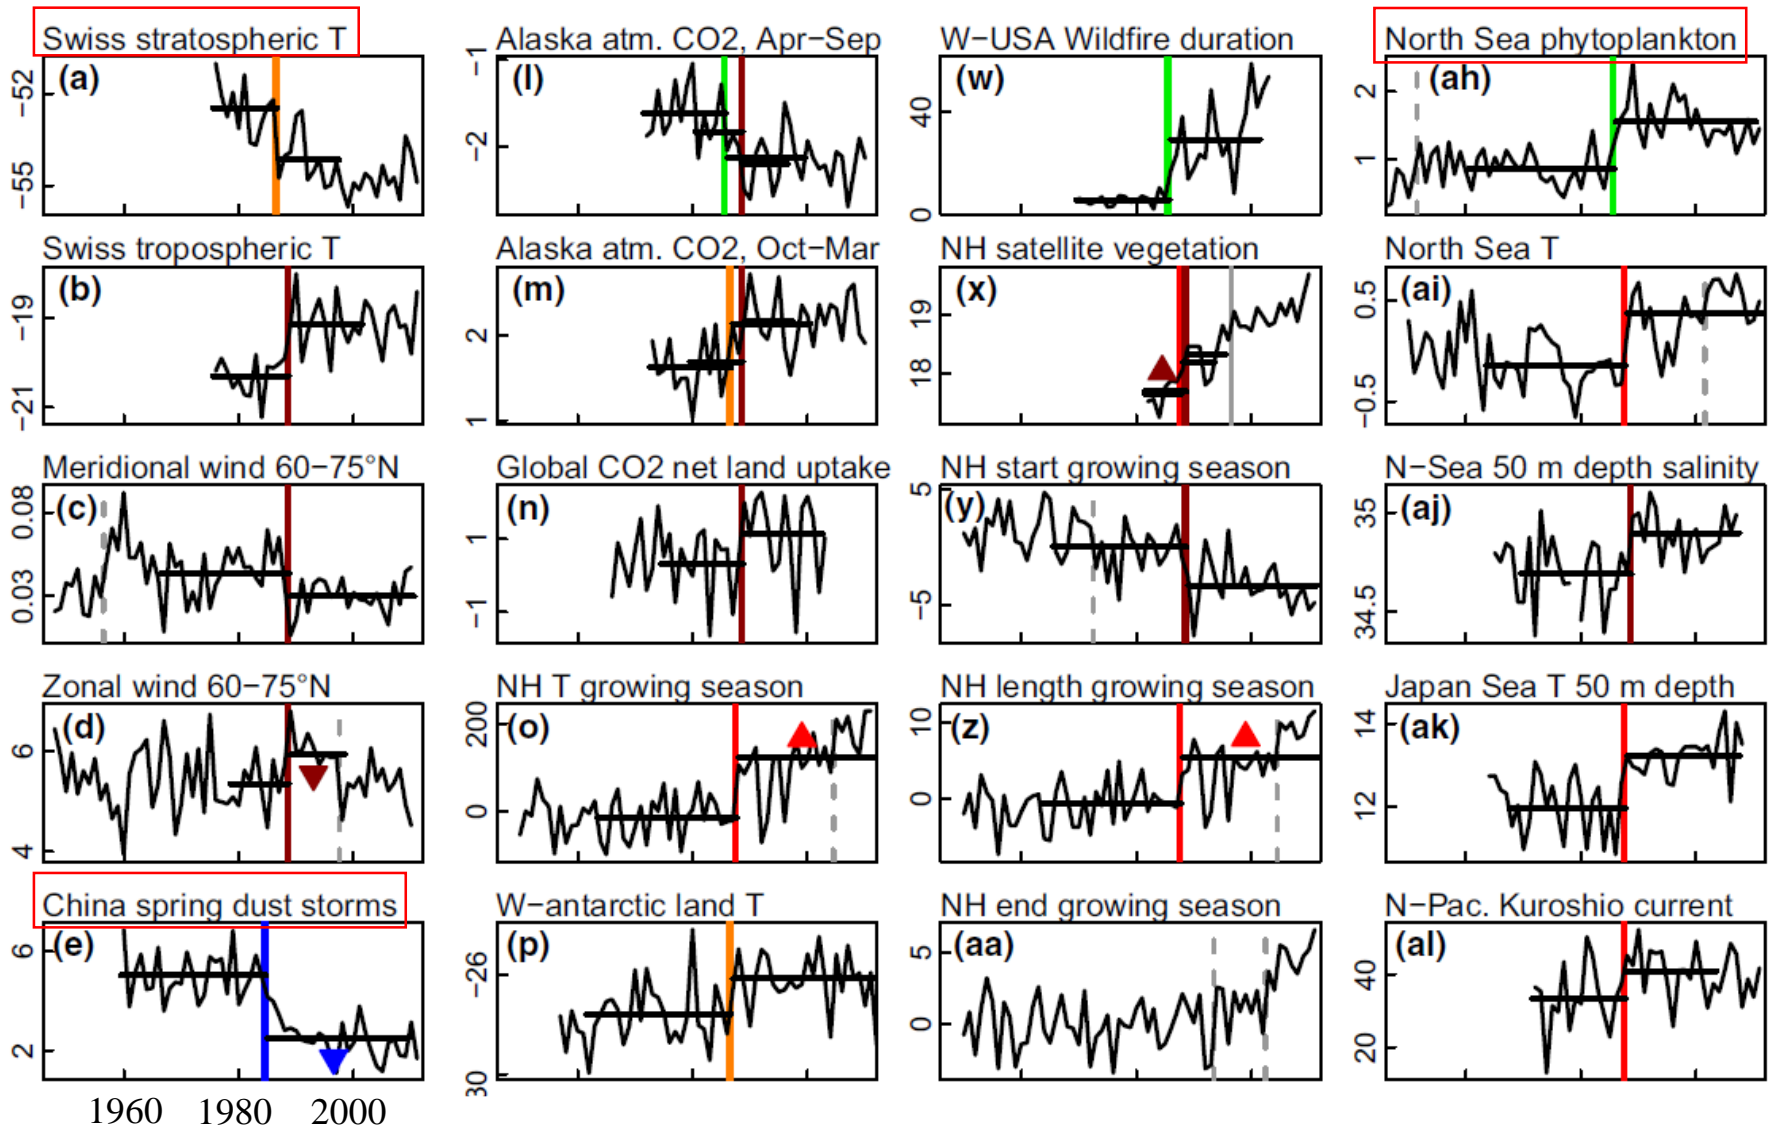 Swiss stratospheric T
(a)
−52
−55
Alaska atm. CO2, Apr−Sep
(l)
−1
−2
W−USA Wildfire duration
(w)
40
0
North Sea phytoplankton
(ah)
2
1
Swiss tropospheric T
(b)
−19
−21
Alaska atm. CO2, Oct−Mar
(m)
2
1
NH satellite vegetation
(x)
19
18
North Sea T
(ai)
0.5
−0.5
Meridional wind 60−75°N
(c)
0.08
0.03
Global CO2 net land uptake
(n)
1
−1
NH start growing season
(y)
5
−5
N−Sea 50 m depth salinity
(aj)
35
34.5
Zonal wind 60−75°N
(d)
6
4
NH T growing season
(o)
200
0
NH length growing season
(z)
10
0
Japan Sea T 50 m depth
(ak)
14
12
China spring dust storms
(e)
6
2
W−antarctic land T
(p)
−26
−30
NH end growing season
(aa)
5
0
N−Pac. Kuroshio current
(al)
40
20
1960 1980 2000